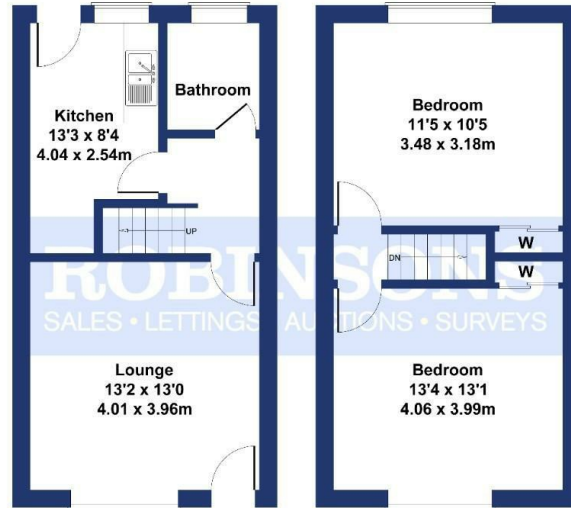 Kitchen
13'3 x 8'4
4.04 x 2.54m
Bathroom
UP
Lounge
13'2 x 13'0
4.01 x 3.96m
Bedroom
11'5 x 10'5
3.48 x 3.18m
W
DN
W
Bedroom
13'4 x 13'1
4.06 x 3.99m
ROBINSONS
SALES • LETTINGS AUCTIONS • SURVEYS